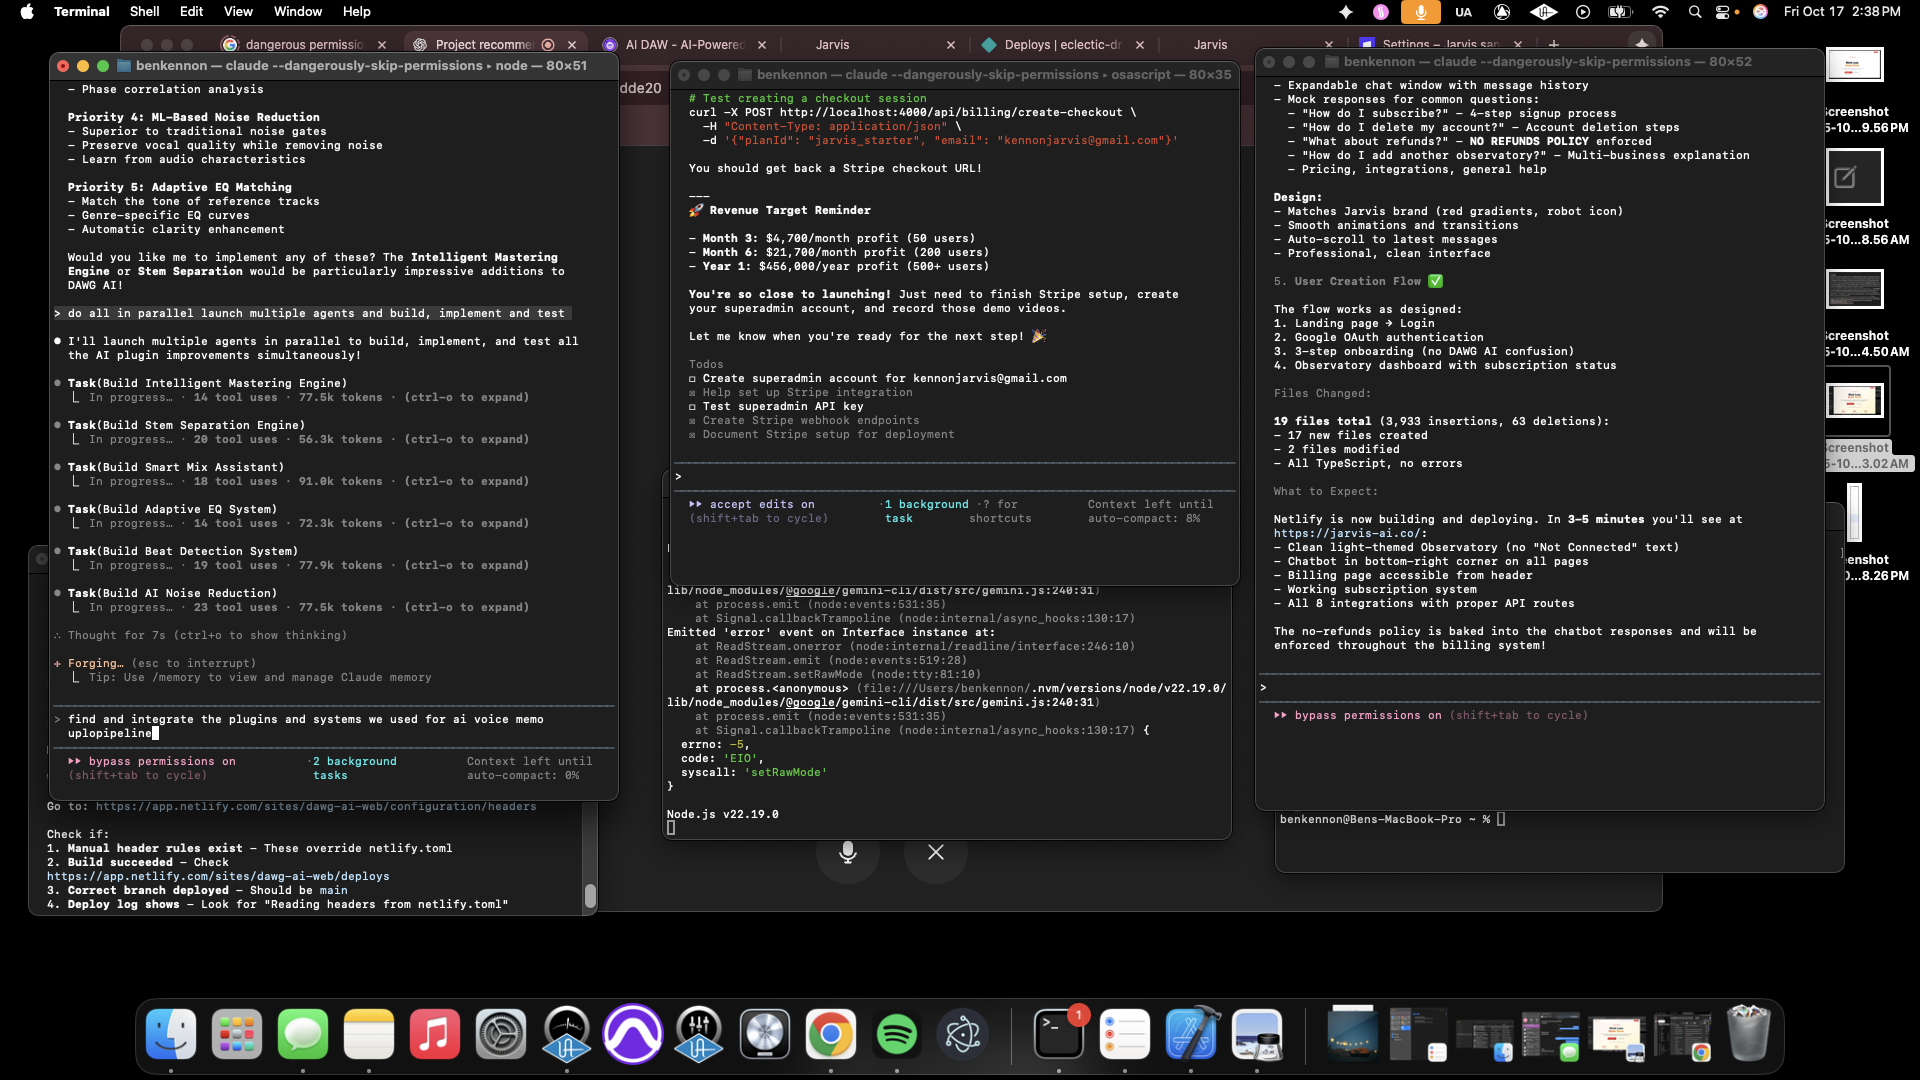 Terminal Shell Edit View Window Help
UA Fri Oct 17 2:38 PM
dangerous permissio
Project recomme
AI DAW - AI-Powered
Jarvis
Deploys | eclectic-dr
Jarvis
Settings – Jarvis san
benkennon — claude --dangerously-skip-permissions ▸ node — 80×51
– Phase correlation analysis
Priority 4: ML-Based Noise Reduction
– Superior to traditional noise gates
– Preserve vocal quality while removing noise
– Learn from audio characteristics
Priority 5: Adaptive EQ Matching
– Match the tone of reference tracks
– Genre-specific EQ curves
– Automatic clarity enhancement
Would you like me to implement any of these? The Intelligent Mastering
Engine or Stem Separation would be particularly impressive additions to
DAWG AI!
> do all in parallel launch multiple agents and build, implement and test
● I'll launch multiple agents in parallel to build, implement, and test all
the AI plugin improvements simultaneously!
● Task(Build Intelligent Mastering Engine)
⎿ In progress… · 14 tool uses · 77.5k tokens · (ctrl-o to expand)
● Task(Build Stem Separation Engine)
⎿ In progress… · 20 tool uses · 56.3k tokens · (ctrl-o to expand)
● Task(Build Smart Mix Assistant)
⎿ In progress… · 18 tool uses · 91.0k tokens · (ctrl-o to expand)
● Task(Build Adaptive EQ System)
⎿ In progress… · 14 tool uses · 72.3k tokens · (ctrl-o to expand)
● Task(Build Beat Detection System)
⎿ In progress… · 19 tool uses · 77.9k tokens · (ctrl-o to expand)
● Task(Build AI Noise Reduction)
⎿ In progress… · 23 tool uses · 77.5k tokens · (ctrl-o to expand)
∴ Thought for 7s (ctrl+o to show thinking)
+ Forging… (esc to interrupt)
⎿ Tip: Use /memory to view and manage Claude memory
> find and integrate the plugins and systems we used for ai voice memo
uplopipeline
▸▸ bypass permissions on · 2 background Context left until
(shift+tab to cycle) tasks auto-compact: 0%
Go to: https://app.netlify.com/sites/dawg-ai-web/configuration/headers
Check if:
1. Manual header rules exist – These override netlify.toml
2. Build succeeded – Check
https://app.netlify.com/sites/dawg-ai-web/deploys
3. Correct branch deployed – Should be main
4. Deploy log shows – Look for "Reading headers from netlify.toml"
dde20
benkennon — claude --dangerously-skip-permissions ▸ osascript — 80×35
# Test creating a checkout session
curl -X POST http://localhost:4000/api/billing/create-checkout \
-H "Content-Type: application/json" \
-d '{"planId": "jarvis_starter", "email": "kennonjarvis@gmail.com"}'
You should get back a Stripe checkout URL!
———
🚀 Revenue Target Reminder
– Month 3: $4,700/month profit (50 users)
– Month 6: $21,700/month profit (200 users)
– Year 1: $456,000/year profit (500+ users)
You're so close to launching! Just need to finish Stripe setup, create
your superadmin account, and record those demo videos.
Let me know when you're ready for the next step! 🎉
Todos
☐ Create superadmin account for kennonjarvis@gmail.com
☒ Help set up Stripe integration
☐ Test superadmin API key
☒ Create Stripe webhook endpoints
☒ Document Stripe setup for deployment
>
▸▸ accept edits on · 1 background · ? for Context left until
(shift+tab to cycle) task shortcuts auto-compact: 8%
lib/node_modules/@google/gemini-cli/dist/src/gemini.js:240:31)
at process.emit (node:events:531:35)
at Signal.callbackTrampoline (node:internal/async_hooks:130:17)
Emitted 'error' event on Interface instance at:
at ReadStream.onerror (node:internal/readline/interface:246:10)
at ReadStream.emit (node:events:519:28)
at ReadStream.setRawMode (node:tty:81:10)
at process.<anonymous> (file:///Users/benkennon/.nvm/versions/node/v22.19.0/
lib/node_modules/@google/gemini-cli/dist/src/gemini.js:240:31)
at process.emit (node:events:531:35)
at Signal.callbackTrampoline (node:internal/async_hooks:130:17) {
errno: -5,
code: 'EIO',
syscall: 'setRawMode'
}
Node.js v22.19.0
benkennon — claude --dangerously-skip-permissions — 80×52
– Expandable chat window with message history
– Mock responses for common questions:
– "How do I subscribe?" – 4-step signup process
– "How do I delete my account?" – Account deletion steps
– "What about refunds?" – NO REFUNDS POLICY enforced
– "How do I add another observatory?" – Multi-business explanation
– Pricing, integrations, general help
Design:
– Matches Jarvis brand (red gradients, robot icon)
– Smooth animations and transitions
– Auto-scroll to latest messages
– Professional, clean interface
5. User Creation Flow ✅
The flow works as designed:
1. Landing page → Login
2. Google OAuth authentication
3. 3-step onboarding (no DAWG AI confusion)
4. Observatory dashboard with subscription status
Files Changed:
19 files total (3,933 insertions, 63 deletions):
– 17 new files created
– 2 files modified
– All TypeScript, no errors
What to Expect:
Netlify is now building and deploying. In 3-5 minutes you'll see at
https://jarvis-ai.co/:
– Clean light-themed Observatory (no "Not Connected" text)
– Chatbot in bottom-right corner on all pages
– Billing page accessible from header
– Working subscription system
– All 8 integrations with proper API routes
The no-refunds policy is baked into the chatbot responses and will be
enforced throughout the billing system!
>
▸▸ bypass permissions on (shift+tab to cycle)
benkennon@Bens-MacBook-Pro ~ %
Screenshot
5-10...9.56 PM
Screenshot
5-10...8.56 AM
Screenshot
5-10...4.50 AM
Screenshot
5-10...3.02 AM
eenshot
0...8.26 PM
1